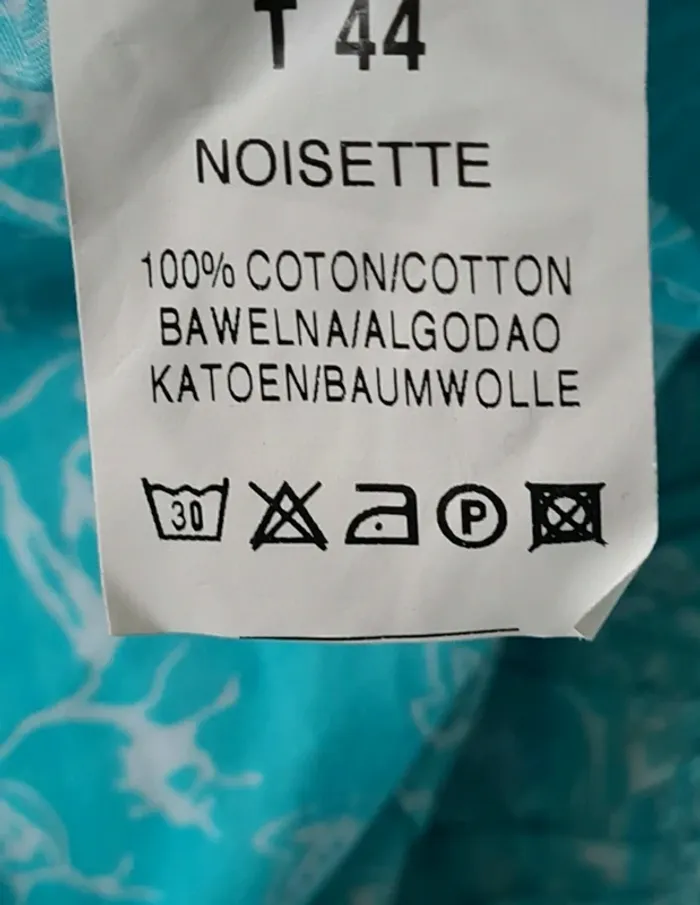 T 44
NOISETTE
100% COTON/COTTON
BAWELNA/ALGODAO
KATOEN/BAUMWOLLE
30 P